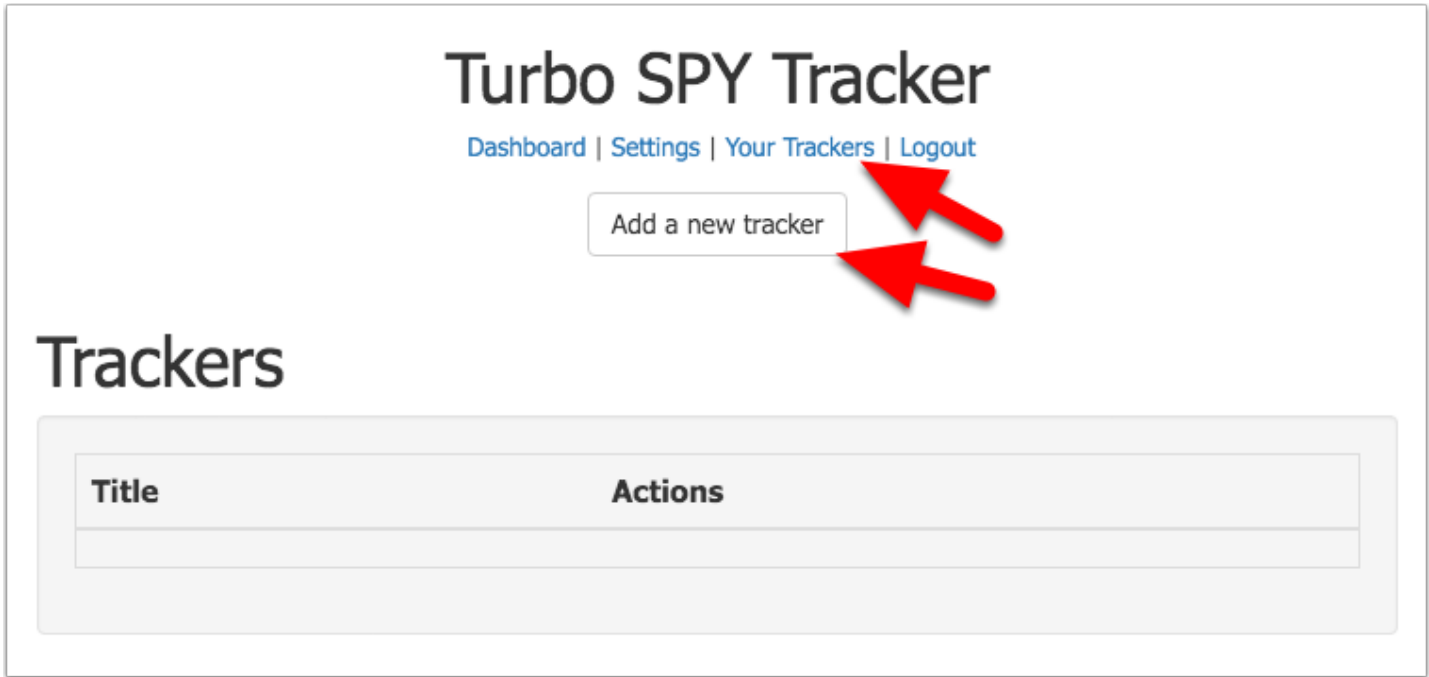 Turbo SPY Tracker
Dashboard | Settings | Your Trackers | Logout
Add a new tracker
Trackers
Title Actions